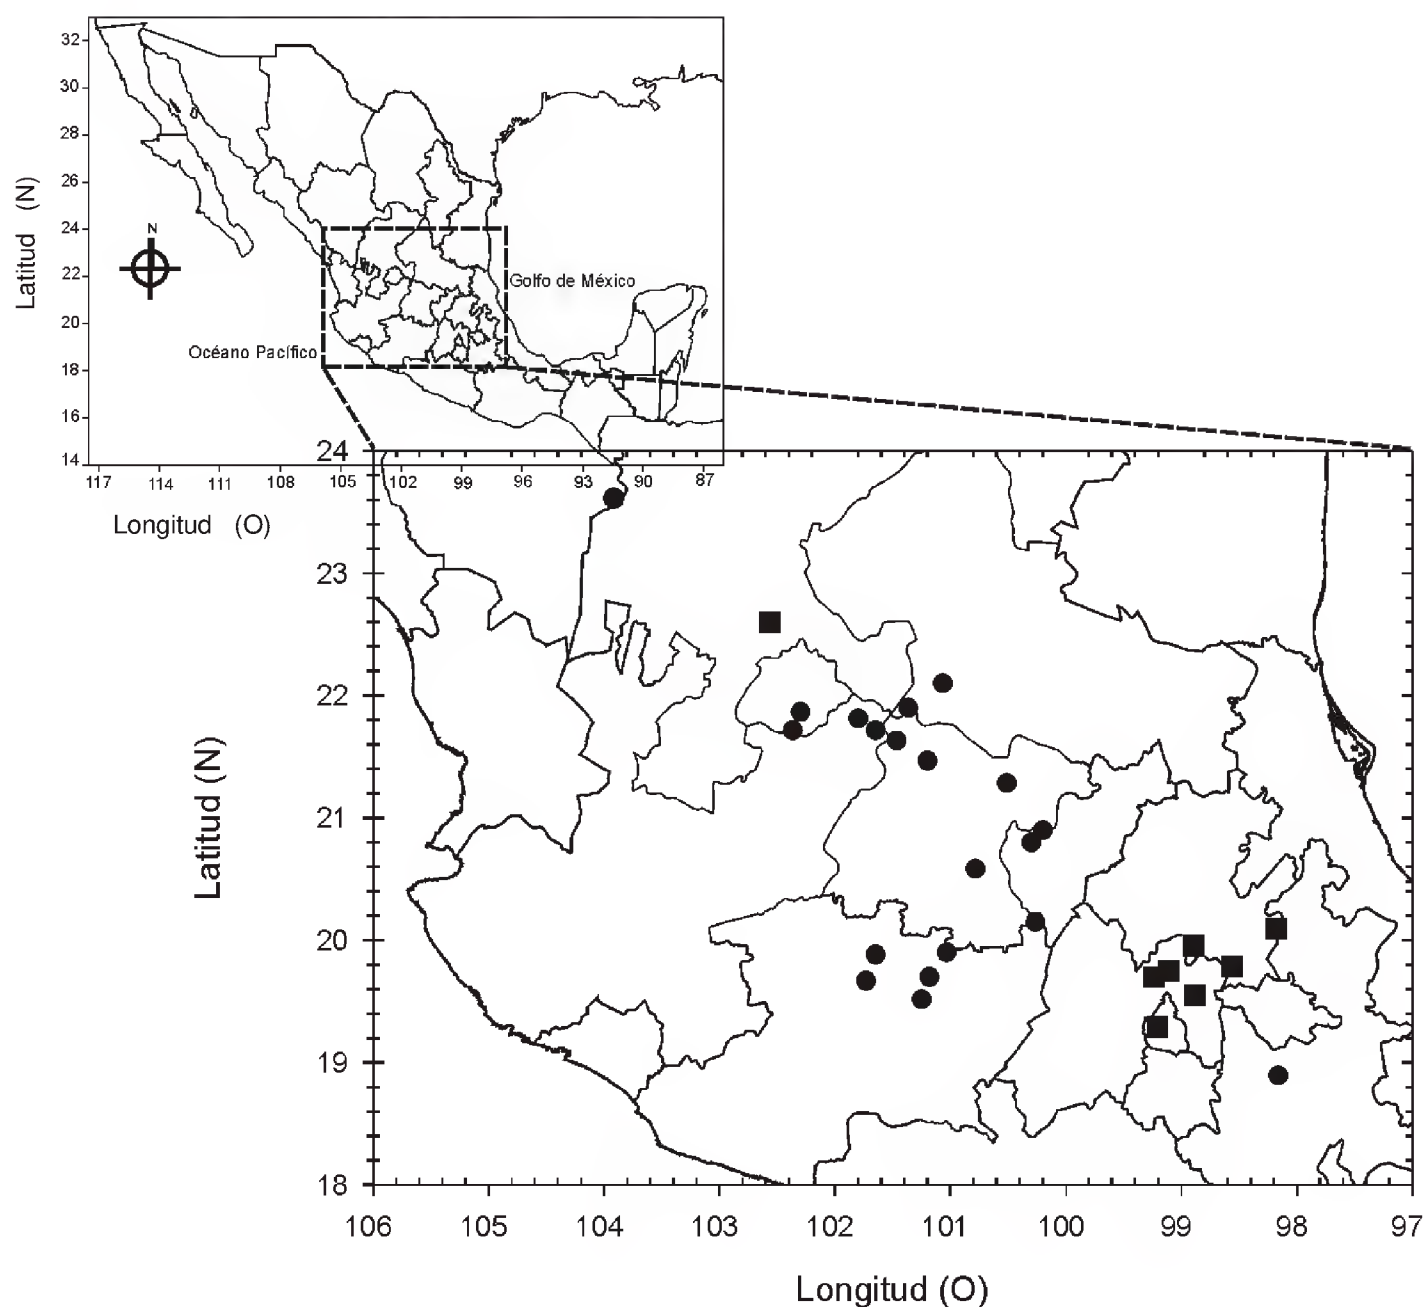 32
30
28
26
24
22
20
18
16
14
Latitud (N)
N
Golfo de México
Océano Pacífico
117 114 111 108 105 102 99 96 93 90 87
Longitud (O)
24
23
22
21
20
19
18
Latitud (N)
106 105 104 103 102 101 100 99 98 97
Longitud (O)